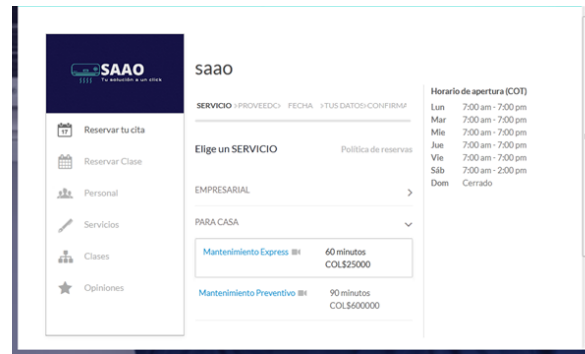 SAAO
Tu solución a un click
Reservar tu cita
Reservar Clase
Personal
Servicios
Clases
Opiniones
saao
SERVICIO PROVEEDO FECHA TUS DATOS CONFIRMA
Elige un SERVICIO Política de reservas
EMPRESARIAL
PARA CASA
Mantenimiento Express 60 minutos
COL$25000
Mantenimiento Preventivo 90 minutos
COL$600000
Horario de apertura (COT)
Lun 7:00 am - 7:00 pm
Mar 7:00 am - 7:00 pm
Mie 7:00 am - 7:00 pm
Jue 7:00 am - 7:00 pm
Vie 7:00 am - 7:00 pm
Sáb 7:00 am - 2:00 pm
Dom Cerrado